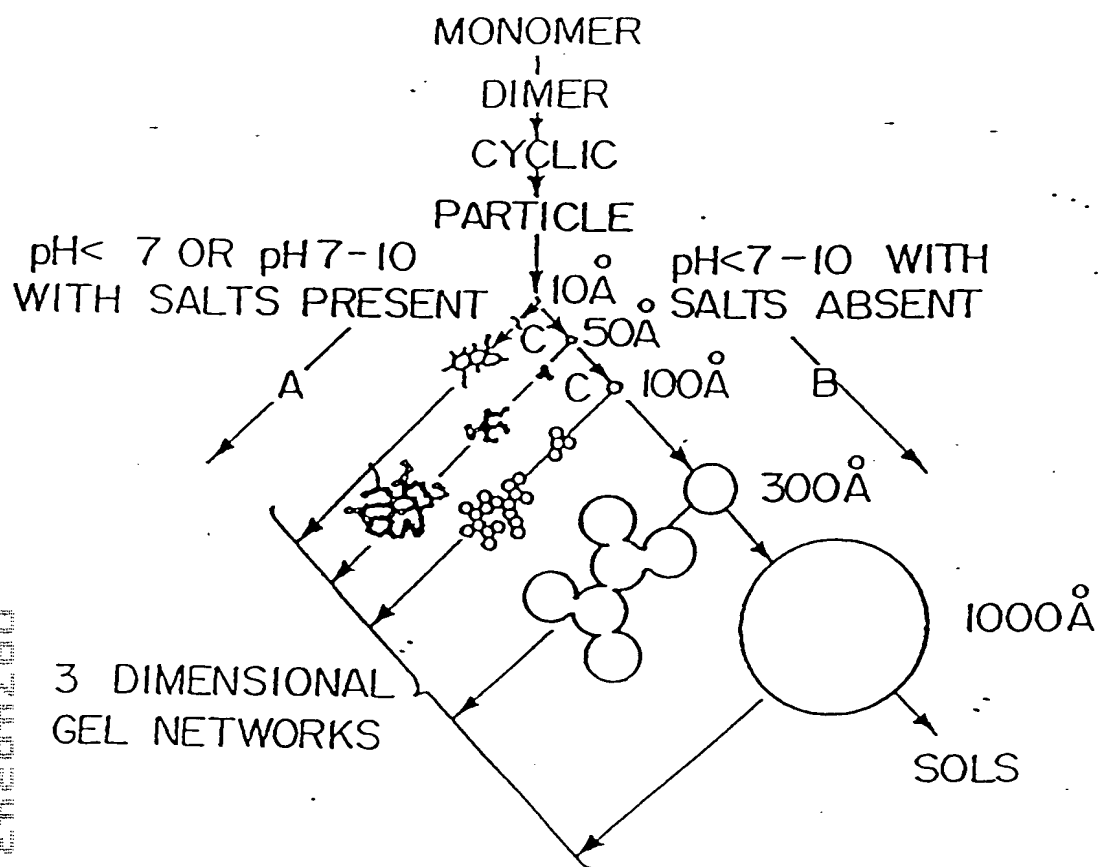 MONOMER
DIMER
CYCLIC
PARTICLE
pH< 7 OR pH 7-10
WITH SALTS PRESENT
pH<7-10 WITH
SALTS ABSENT
10Å
C 50Å
C 100Å
A
B
300Å
1000Å
3 DIMENSIONAL
GEL NETWORKS
SOLS